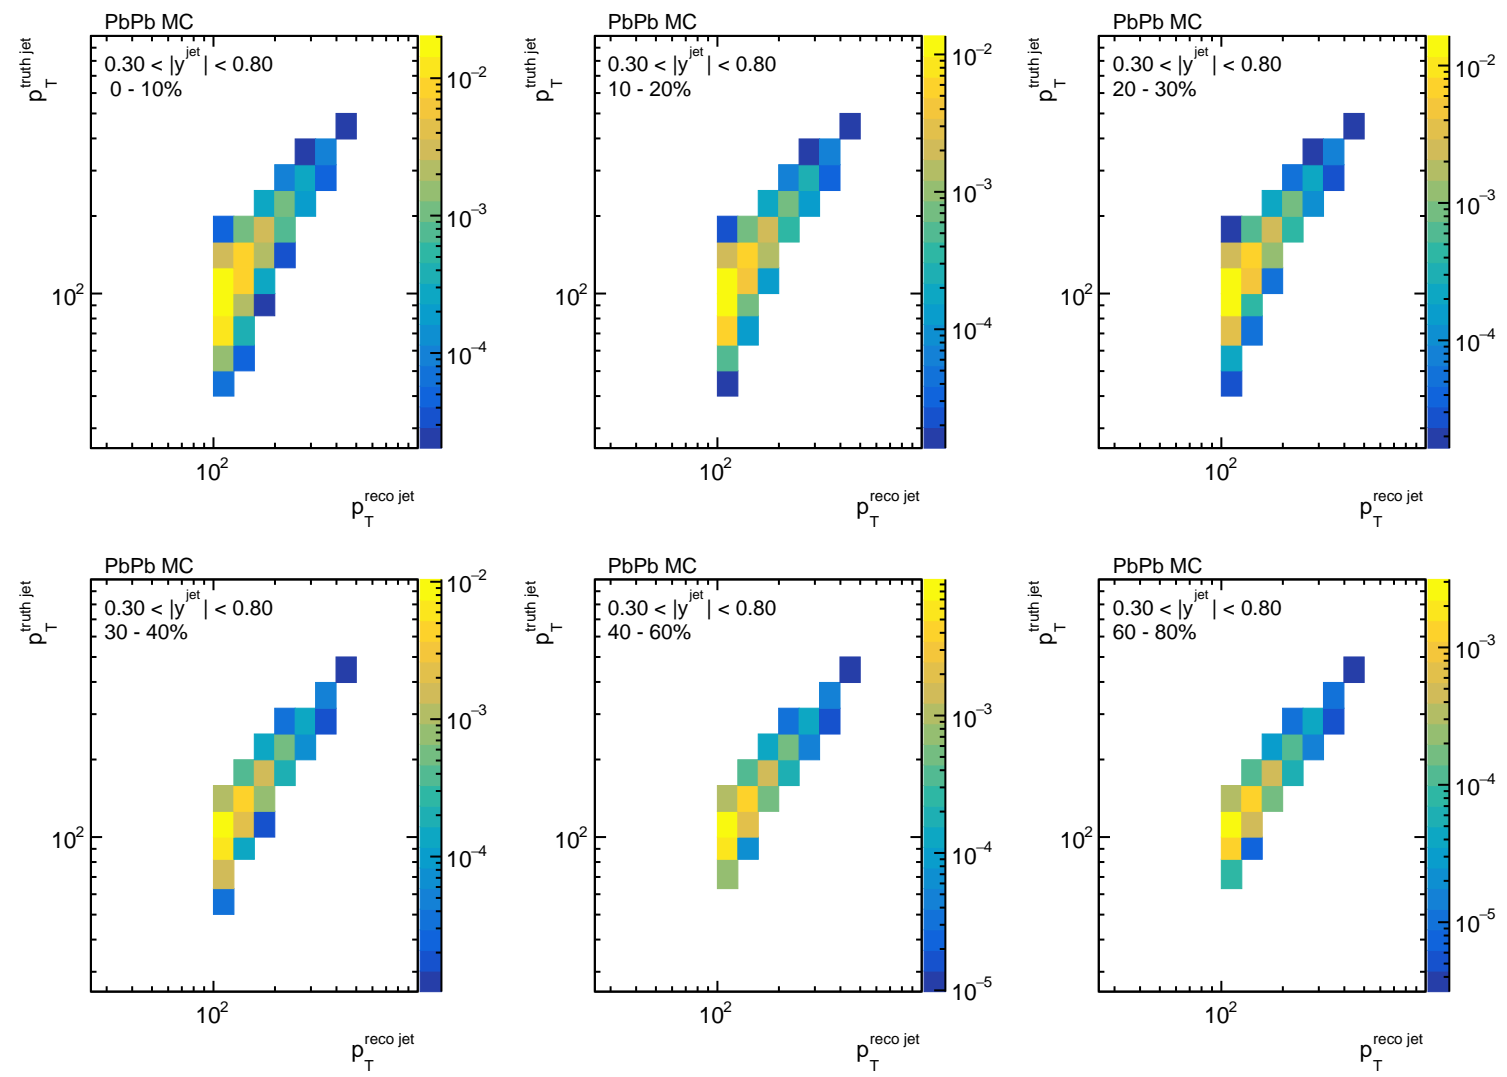 PbPb MC
0.30 < |y^jet| < 0.80
0 - 10%
p_T^truth jet
10^2
10^2
p_T^reco jet
10^−2
10^−3
10^−4
PbPb MC
0.30 < |y^jet| < 0.80
10 - 20%
p_T^truth jet
10^2
10^2
p_T^reco jet
10^−2
10^−3
10^−4
PbPb MC
0.30 < |y^jet| < 0.80
20 - 30%
p_T^truth jet
10^2
10^2
p_T^reco jet
10^−2
10^−3
10^−4
PbPb MC
0.30 < |y^jet| < 0.80
30 - 40%
p_T^truth jet
10^2
10^2
p_T^reco jet
10^−2
10^−3
10^−4
PbPb MC
0.30 < |y^jet| < 0.80
40 - 60%
p_T^truth jet
10^2
10^2
p_T^reco jet
10^−3
10^−4
10^−5
PbPb MC
0.30 < |y^jet| < 0.80
60 - 80%
p_T^truth jet
10^2
10^2
p_T^reco jet
10^−3
10^−4
10^−5